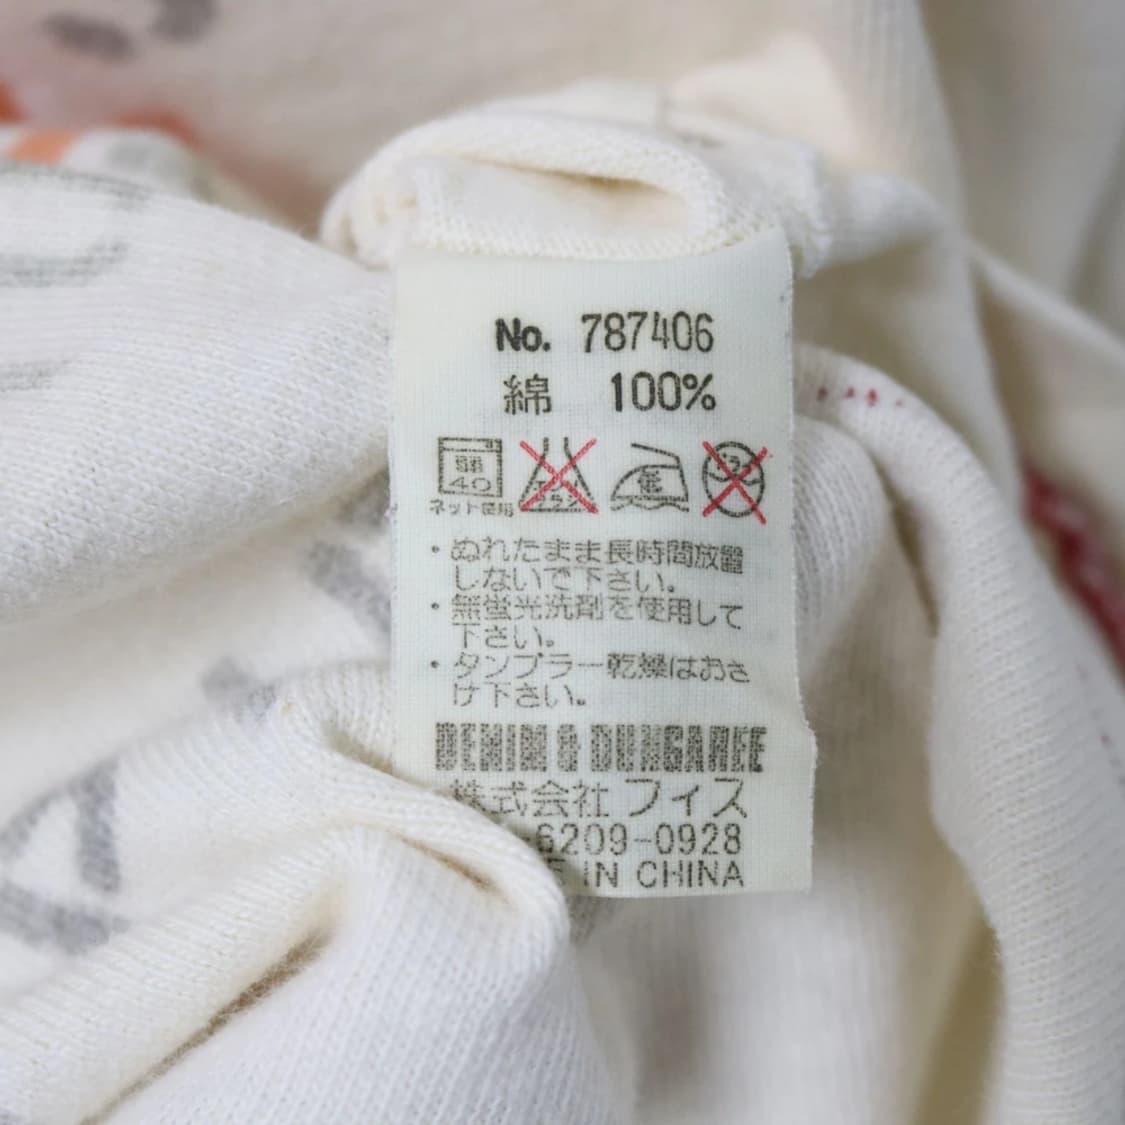 No. 787406
綿 100%
40
ネット使用
・ぬれたまま長時間放置
しないで下さい。
・無蛍光洗剤を使用して
下さい。
・タンブラー乾燥はおさ
け下さい。
DENIM & DUNGAREE
株式会社 フィス
6209-0928
E IN CHINA